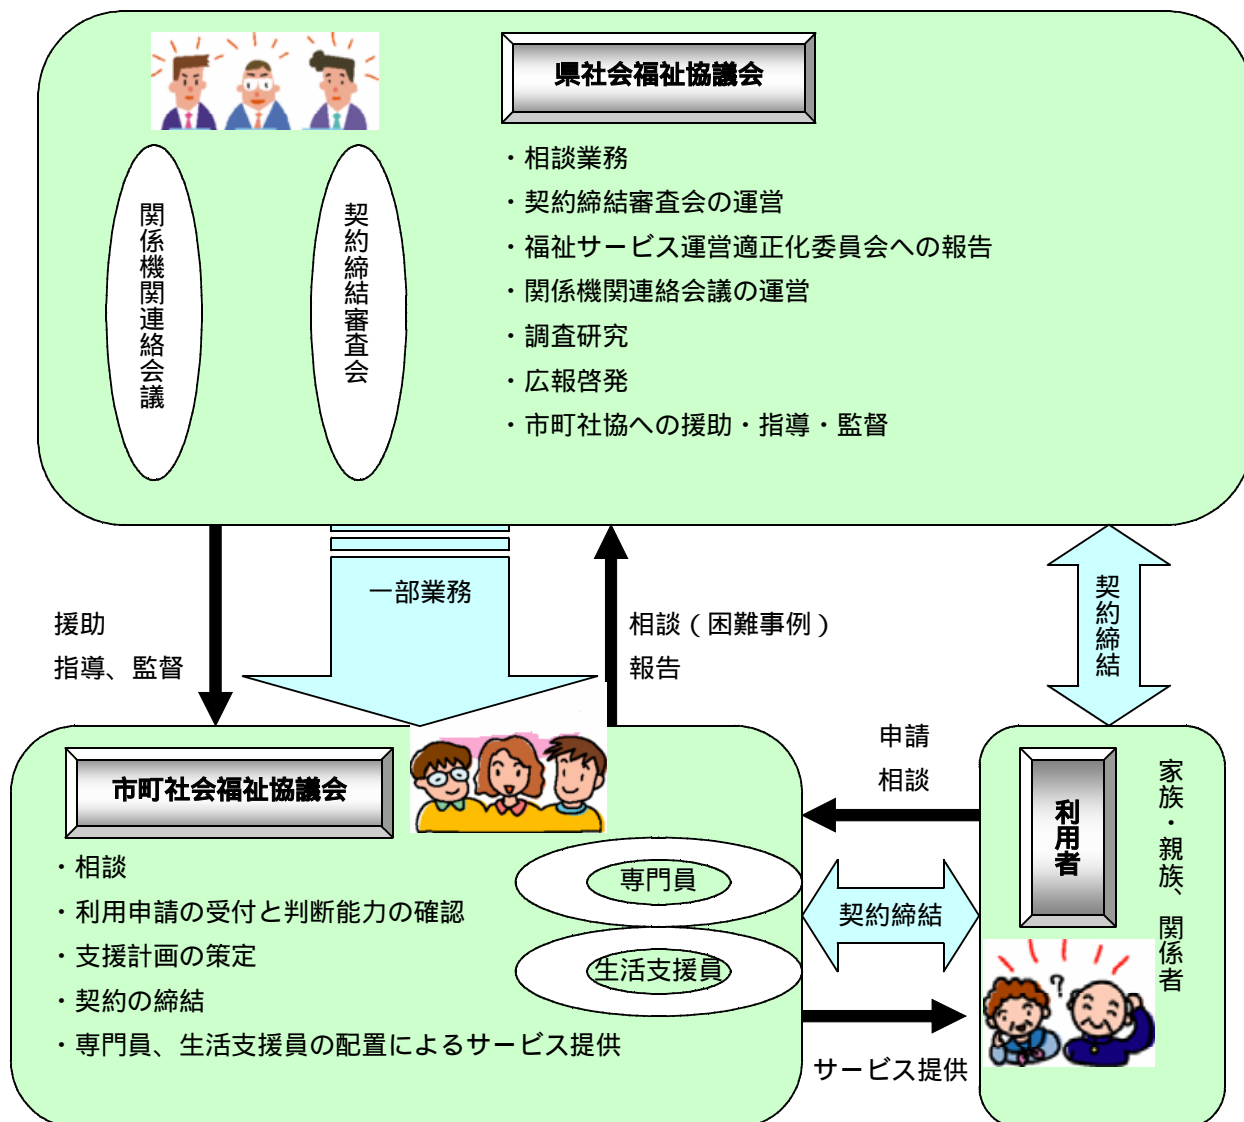 県社会福祉協議会
・相談業務
・契約締結審査会の運営
・福祉サービス運営適正化委員会への報告
・関係機関連絡会議の運営
・調査研究
・広報啓発
・市町社協への援助・指導・監督
関係機関連絡会議
契約締結審査会
援助
指導、監督
一部業務
相談（困難事例）
報告
契約締結
市町社会福祉協議会
・相談
・利用申請の受付と判断能力の確認
・支援計画の策定
・契約の締結
・専門員、生活支援員の配置によるサービス提供
専門員
生活支援員
申請
相談
契約締結
サービス提供
利用者
家族・親族、関係者
?